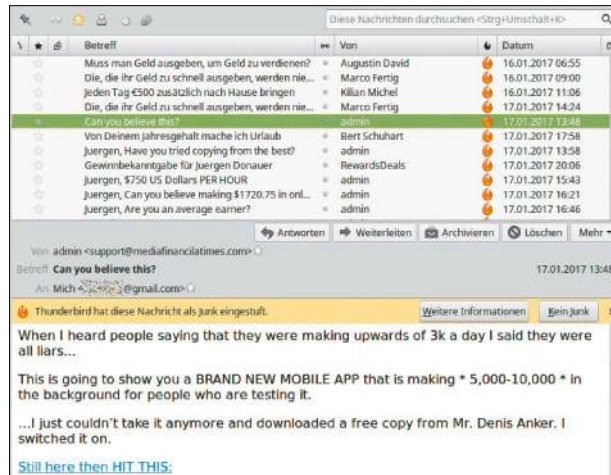 Diese Nachrichten durchsuchen <Strg+Umschalt+K>
Betreff Von Datum
Muss man Geld ausgeben, um Geld zu verdienen? Augustin David 16.01.2017 06:55
Die, die ihr Geld zu schnell ausgeben, werden nie... Marco Fertig 16.01.2017 09:00
Jeden Tag €500 zusätzlich nach Hause bringen Kilian Michel 16.01.2017 11:06
Die, die ihr Geld zu schnell ausgeben, werden nie... Marco Fertig 17.01.2017 14:24
Can you believe this? admin 17.01.2017 13:48
Von Deinem Jahresgehalt mache ich Urlaub Bert Schuhart 17.01.2017 17:58
Juergen, Have you tried copying from the best? admin 17.01.2017 13:58
Gewinnbekanntgabe für Juergen Donauer RewardsDeals 17.01.2017 20:06
Juergen, $750 US Dollars PER HOUR admin 17.01.2017 15:43
Juergen, Can you believe making $1720.75 in onl... admin 17.01.2017 16:21
Juergen, Are you an average earner? admin 17.01.2017 16:46
Antworten Weiterleiten Archivieren Löschen Mehr
Von admin <support@mediafinancilatimes.com>
Betreff Can you believe this? 17.01.2017 13:48
An Mich @gmail.com>
Thunderbird hat diese Nachricht als Junk eingestuft. Weitere Informationen Kein Junk
When I heard people saying that they were making upwards of 3k a day I said they were
all liars...
This is going to show you a BRAND NEW MOBILE APP that is making * 5,000-10,000 * in
the background for people who are testing it.
...I just couldn't take it anymore and downloaded a free copy from Mr. Denis Anker. I
switched it on.
Still here then HIT THIS: